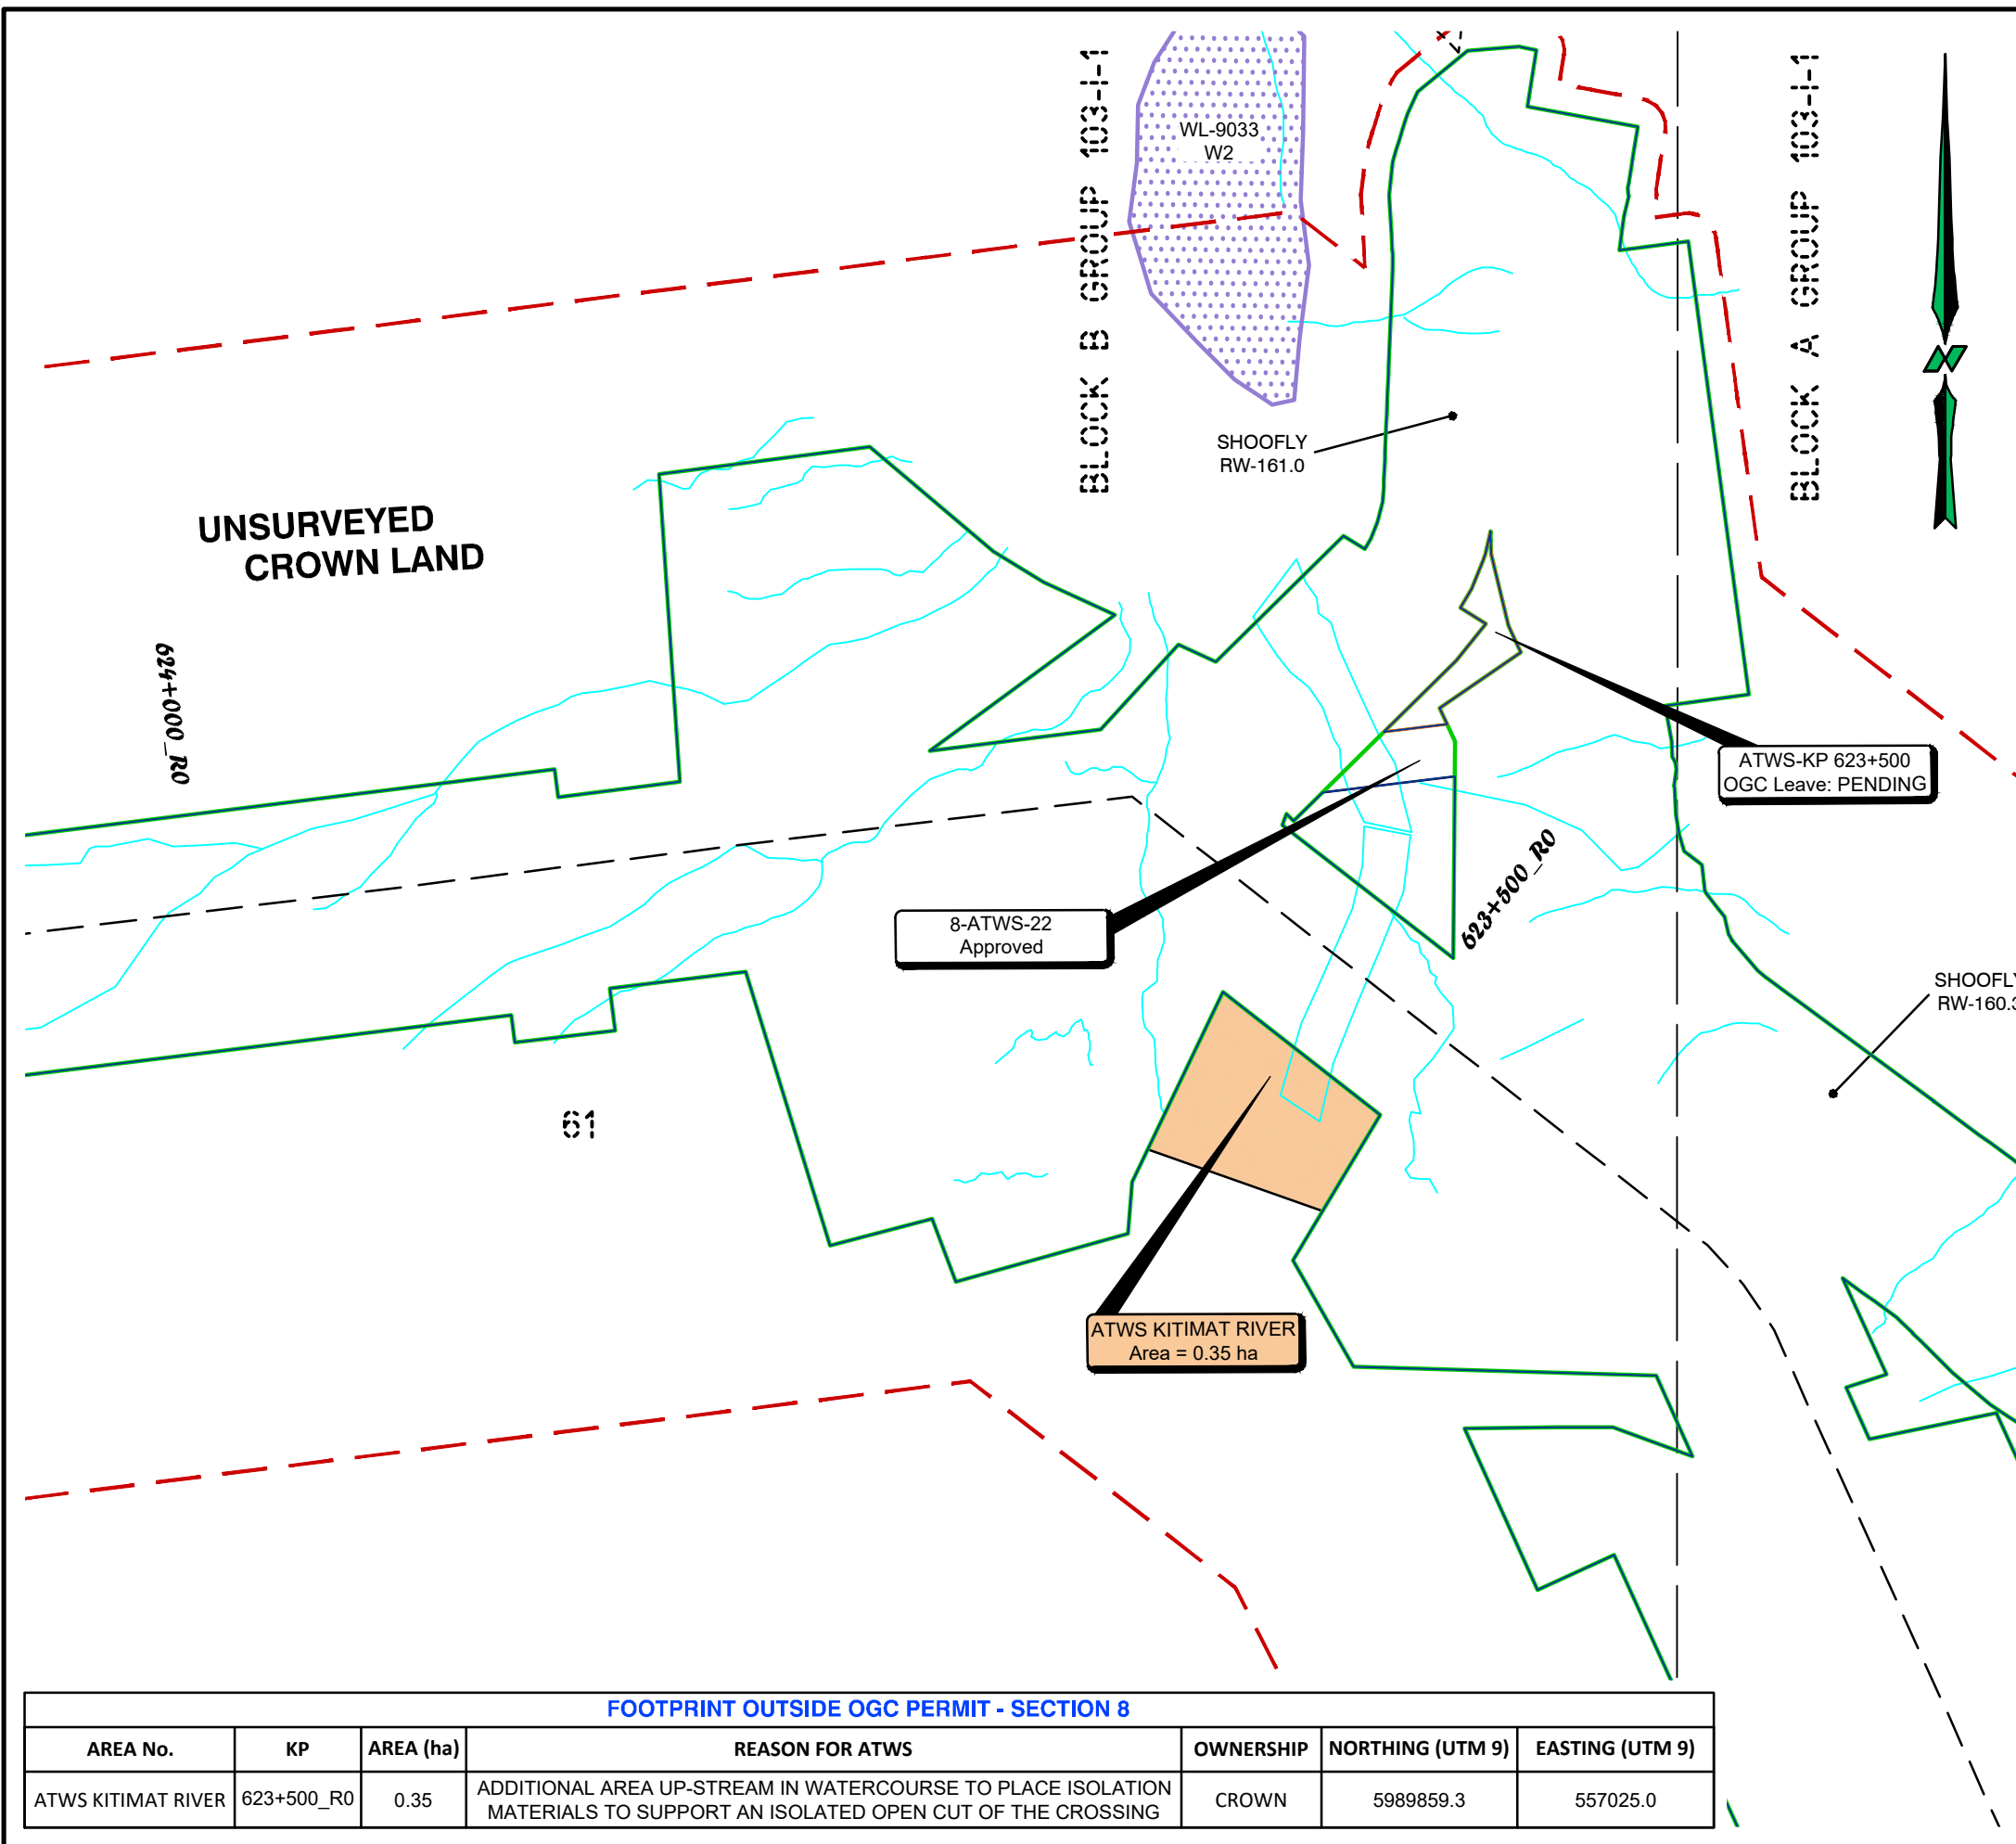 BLOCK B GROUP 103-I-1
BLOCK A GROUP 103-I-1
WL-9033
W2
N
SHOOFLY
RW-161.0
UNSURVEYED
CROWN LAND
624+000_R0
ATWS-KP 623+500
OGC Leave: PENDING
623+500_R0
8-ATWS-22
Approved
SHOOFLY
RW-160.3
61
ATWS KITIMAT RIVER
Area = 0.35 ha
FOOTPRINT OUTSIDE OGC PERMIT - SECTION 8
AREA No. KP AREA (ha) REASON FOR ATWS OWNERSHIP NORTHING (UTM 9) EASTING (UTM 9)
ATWS KITIMAT RIVER 623+500_R0 0.35 ADDITIONAL AREA UP-STREAM IN WATERCOURSE TO PLACE ISOLATION
MATERIALS TO SUPPORT AN ISOLATED OPEN CUT OF THE CROSSING CROWN 5989859.3 557025.0